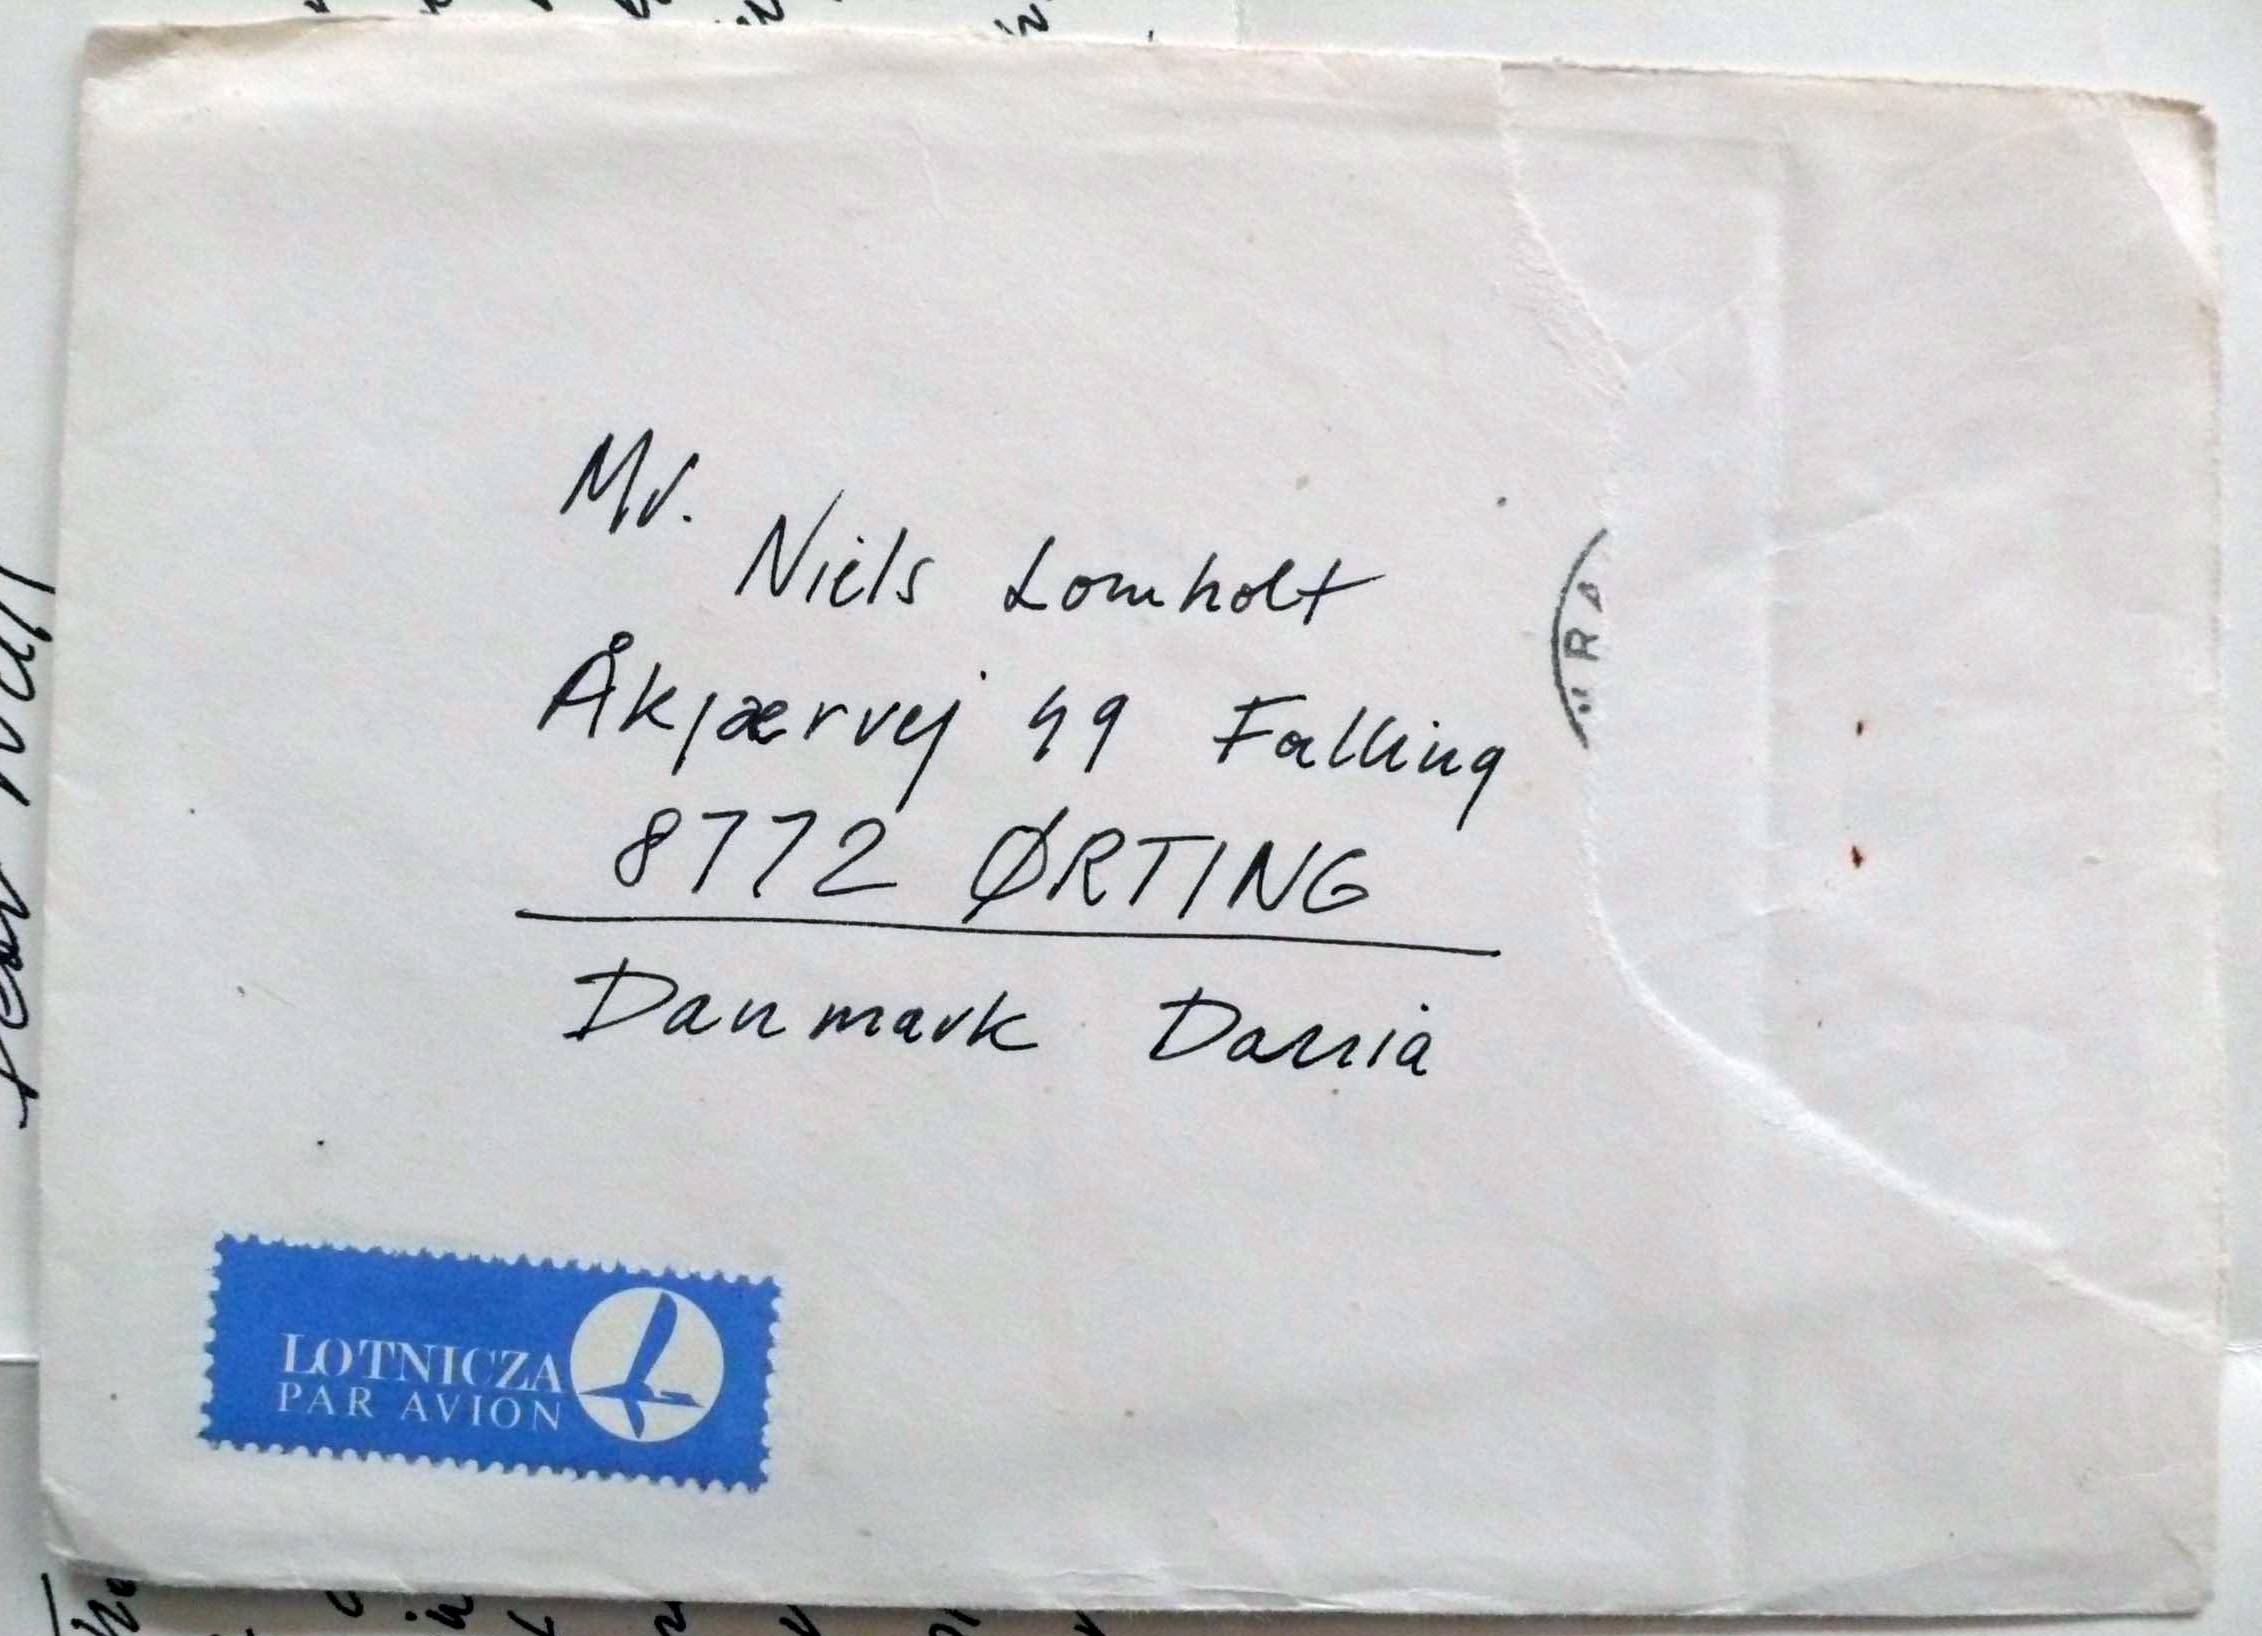 Mr.
Niels Lomholt
Åkjærvej 49 Falling
8772 ØRTING
Danmark Dania
LOTNICZA
PAR AVION